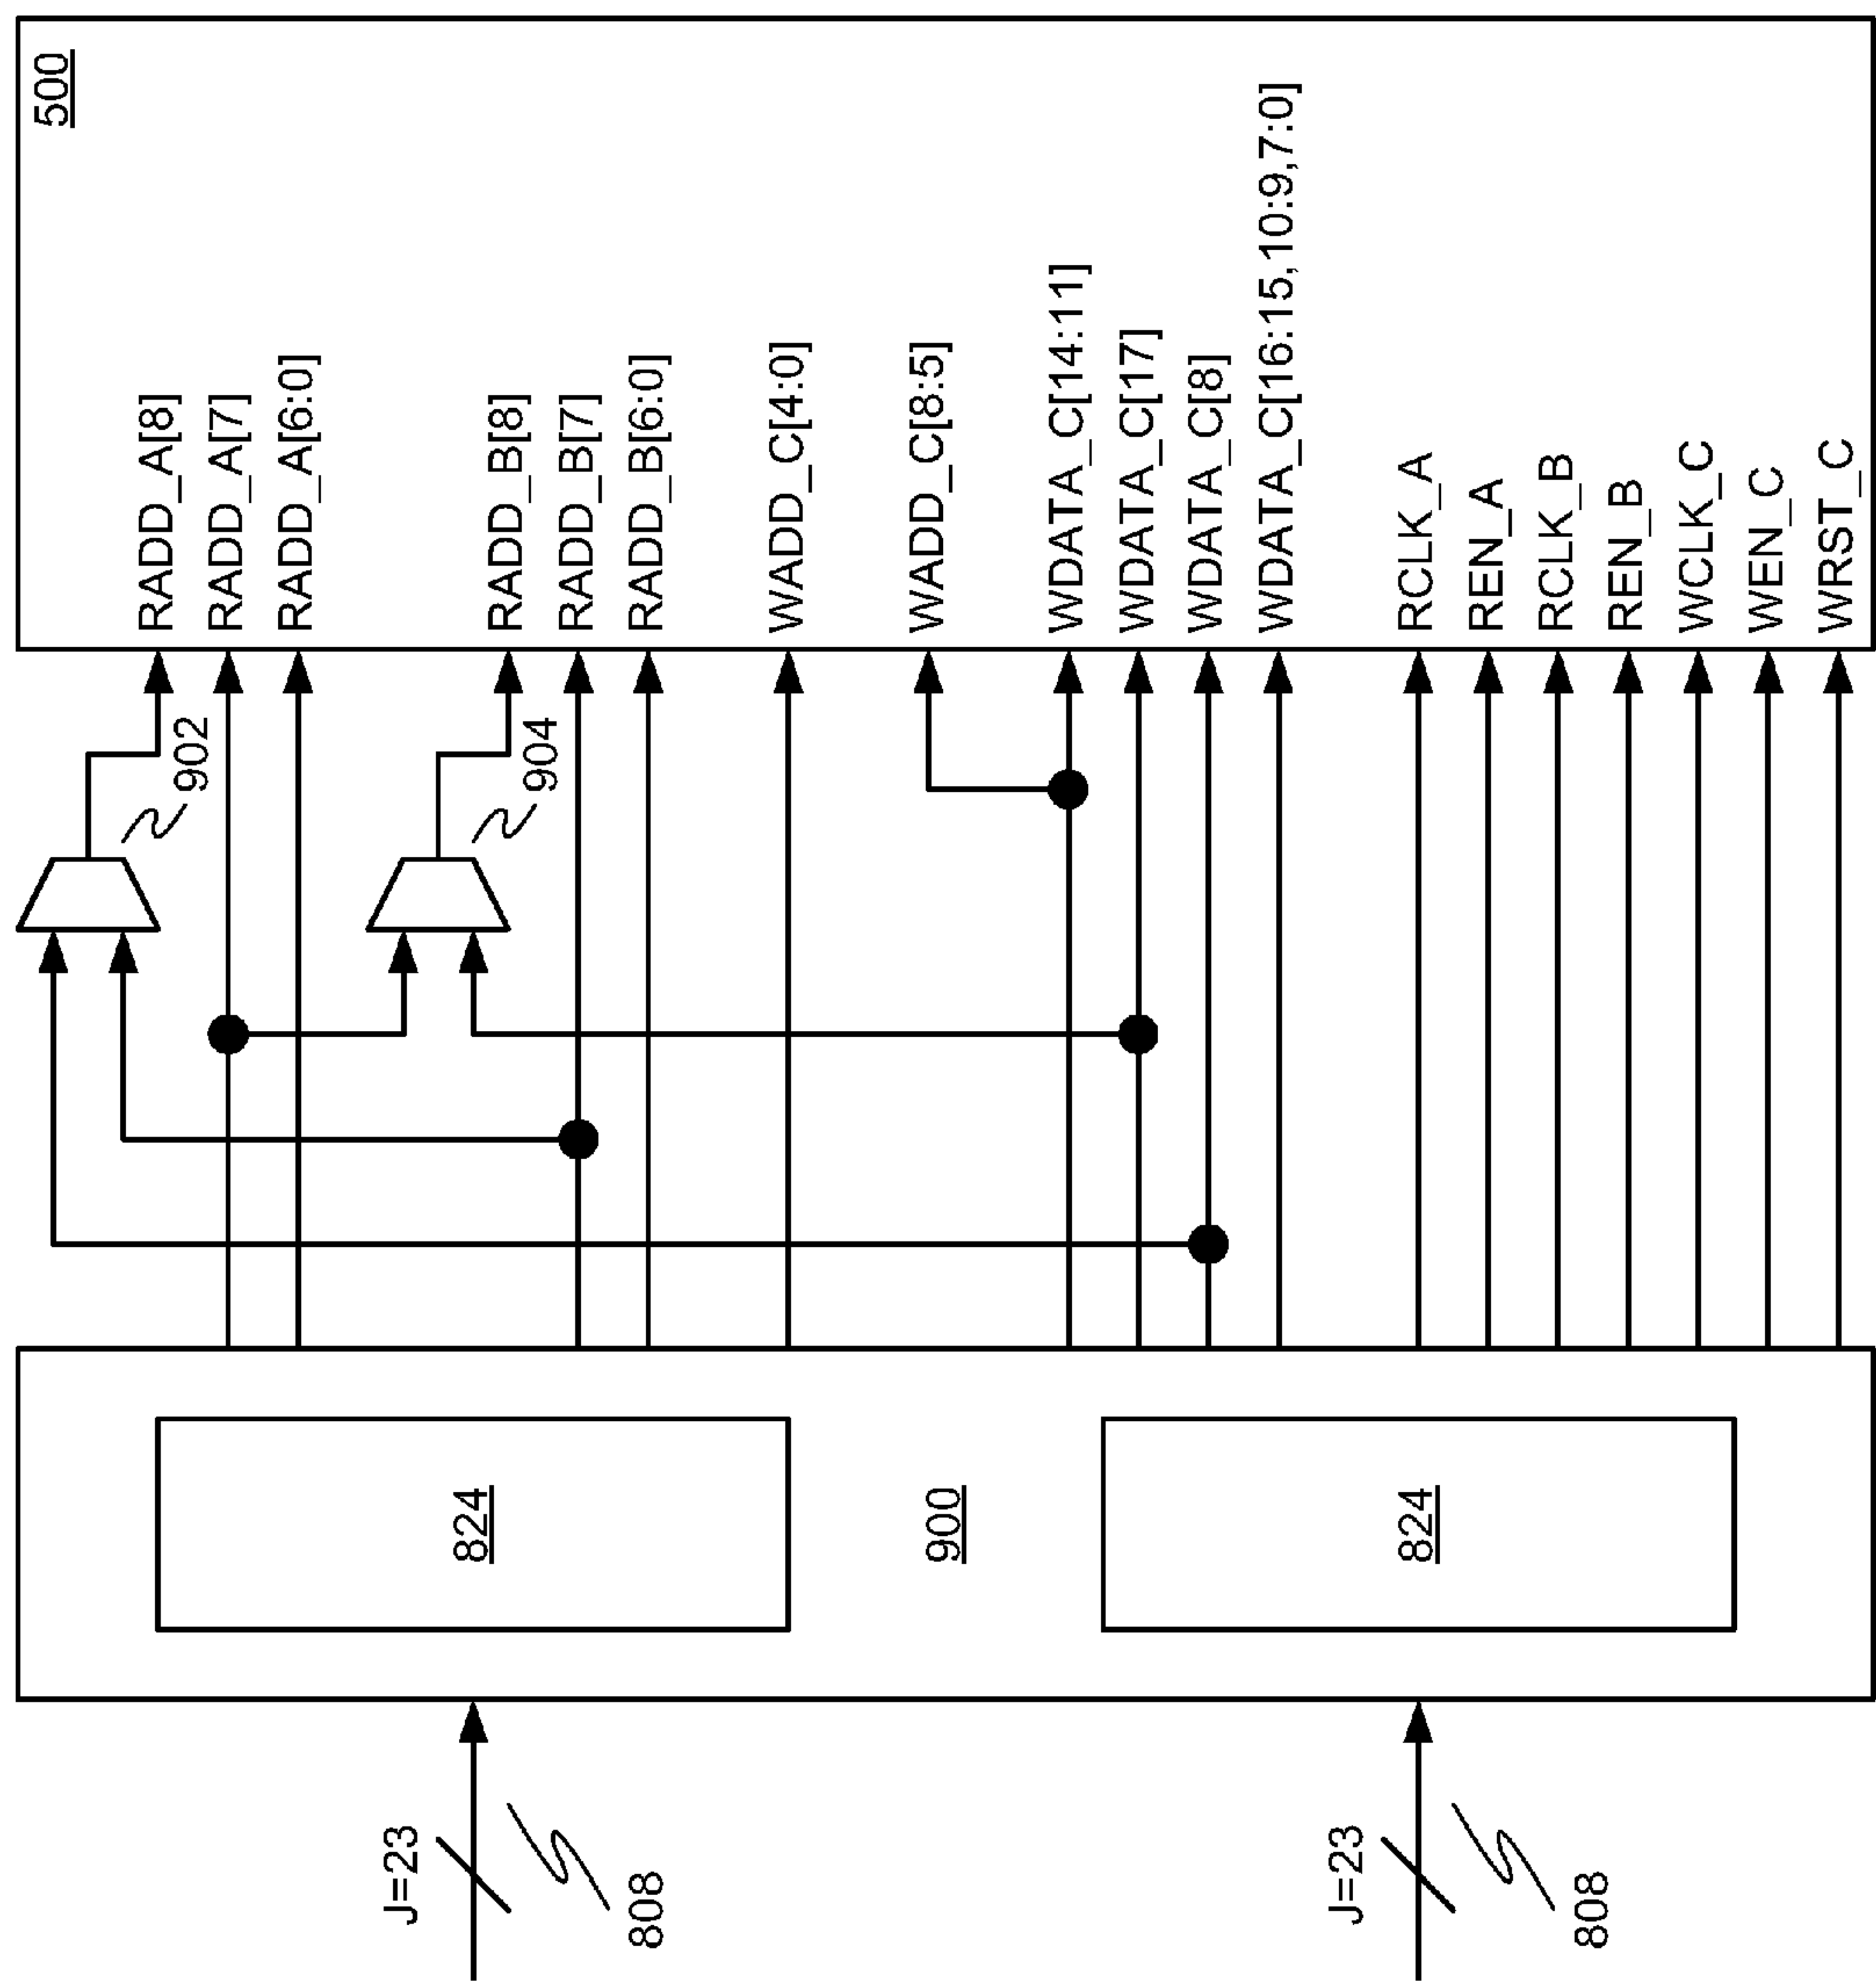 500
RADD_A[8]
RADD_A[7]
RADD_A[6:0]
RADD_B[8]
RADD_B[7]
RADD_B[6:0]
WADD_C[4:0]
WADD_C[8:5]
WDATA_C[14:11]
WDATA_C[17]
WDATA_C[8]
WDATA_C[16:15,10:9,7:0]
RCLK_A
REN_A
RCLK_B
REN_B
WCLK_C
WEN_C
WRST_C
902
904
824
900
824
J=23
808
J=23
808